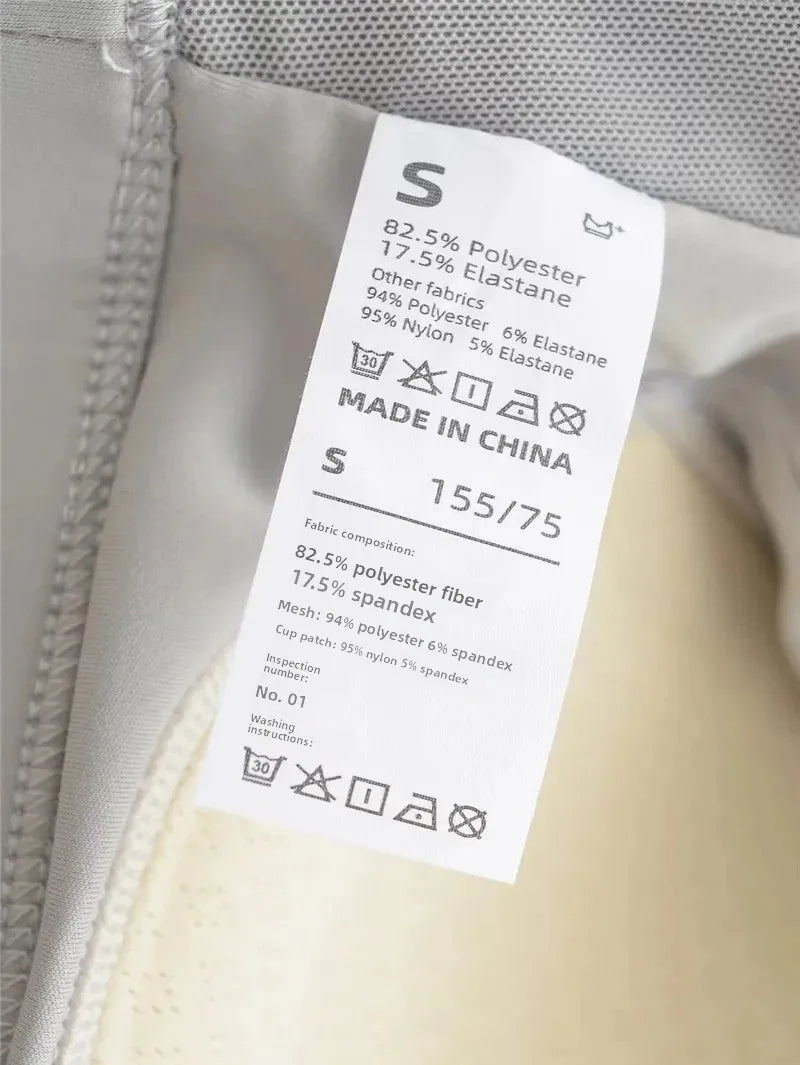 S
82.5% Polyester
17.5% Elastane
Other fabrics
94% Polyester 6% Elastane
95% Nylon 5% Elastane
30
MADE IN CHINA
S 155/75
Fabric composition:
82.5% polyester fiber
17.5% spandex
Mesh: 94% polyester 6% spandex
Cup patch: 95% nylon 5% spandex
Inspection
number:
No. 01
Washing
instructions:
30